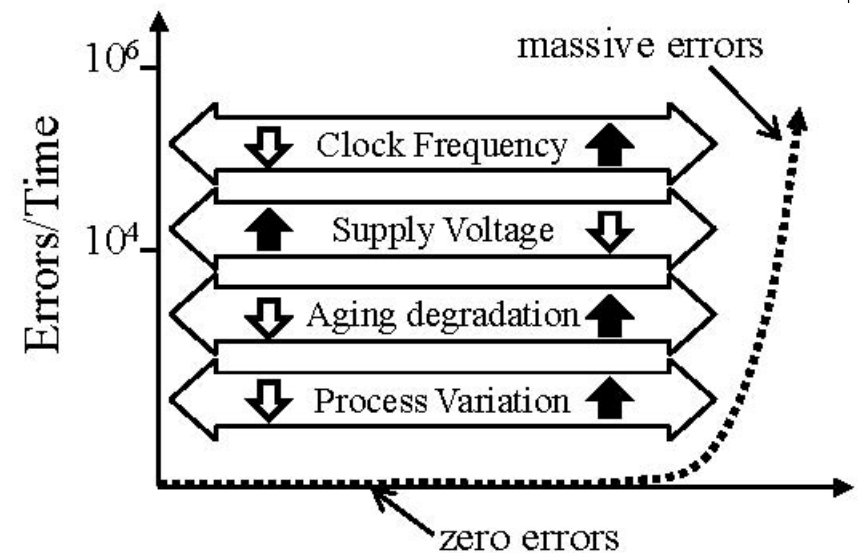 massive errors
10⁶
Clock Frequency
Supply Voltage
10⁴
Aging degradation
Process Variation
Errors/Time
zero errors